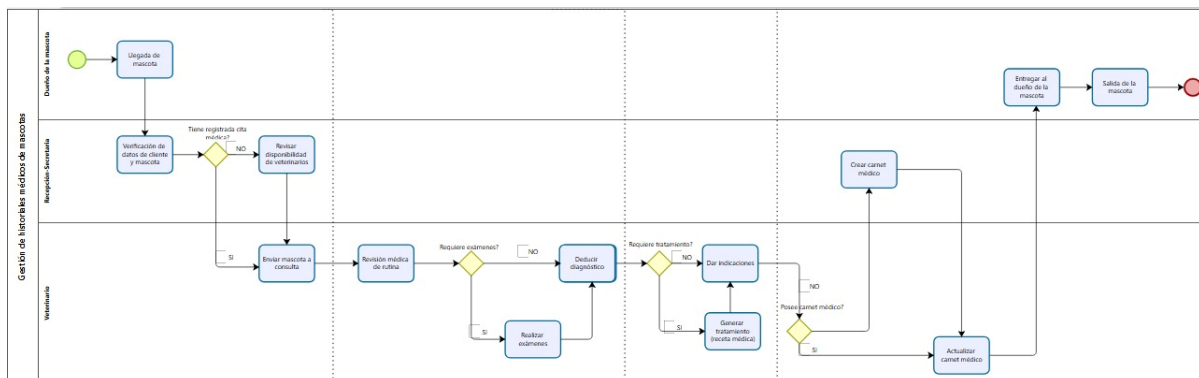 Gestión de historiales médicos de mascotas
Dueño de la mascota
Llegada de
mascota
Entregar al
dueño de la
mascota
Salida de la
mascota
Recepción-Secretaria
Verificación de
datos de cliente
y mascota
Tiene registrada cita
médica?
NO
SI
Revisar
disponibilidad
de veterinarios
Crear carnet
médico
Veterinario
Enviar mascota a
consulta
Revisión médica
de rutina
Requiere exámenes?
NO
SI
Realizar
exámenes
Deducir
diagnóstico
Requiere tratamiento?
NO
SI
Dar indicaciones
Generar
tratamiento
(receta médica)
NO
Posee carnet médico?
SI
Actualizar
carnet médico